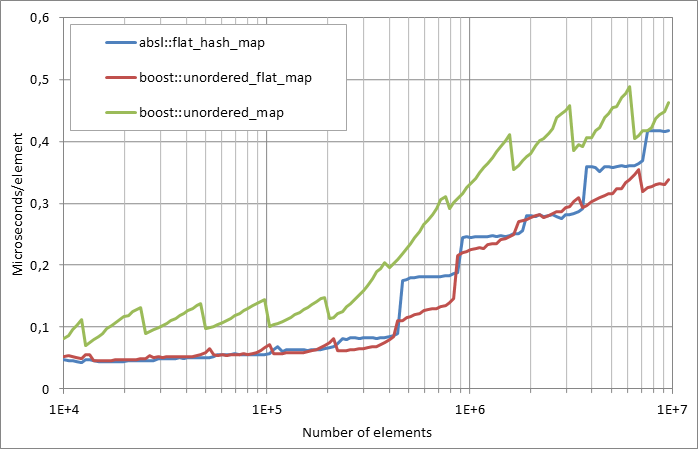 0,6
0,5
0,4
0,3
0,2
0,1
0
Microseconds/element
absl::flat_hash_map
boost::unordered_flat_map
boost::unordered_map
1E+4
1E+5
1E+6
1E+7
Number of elements